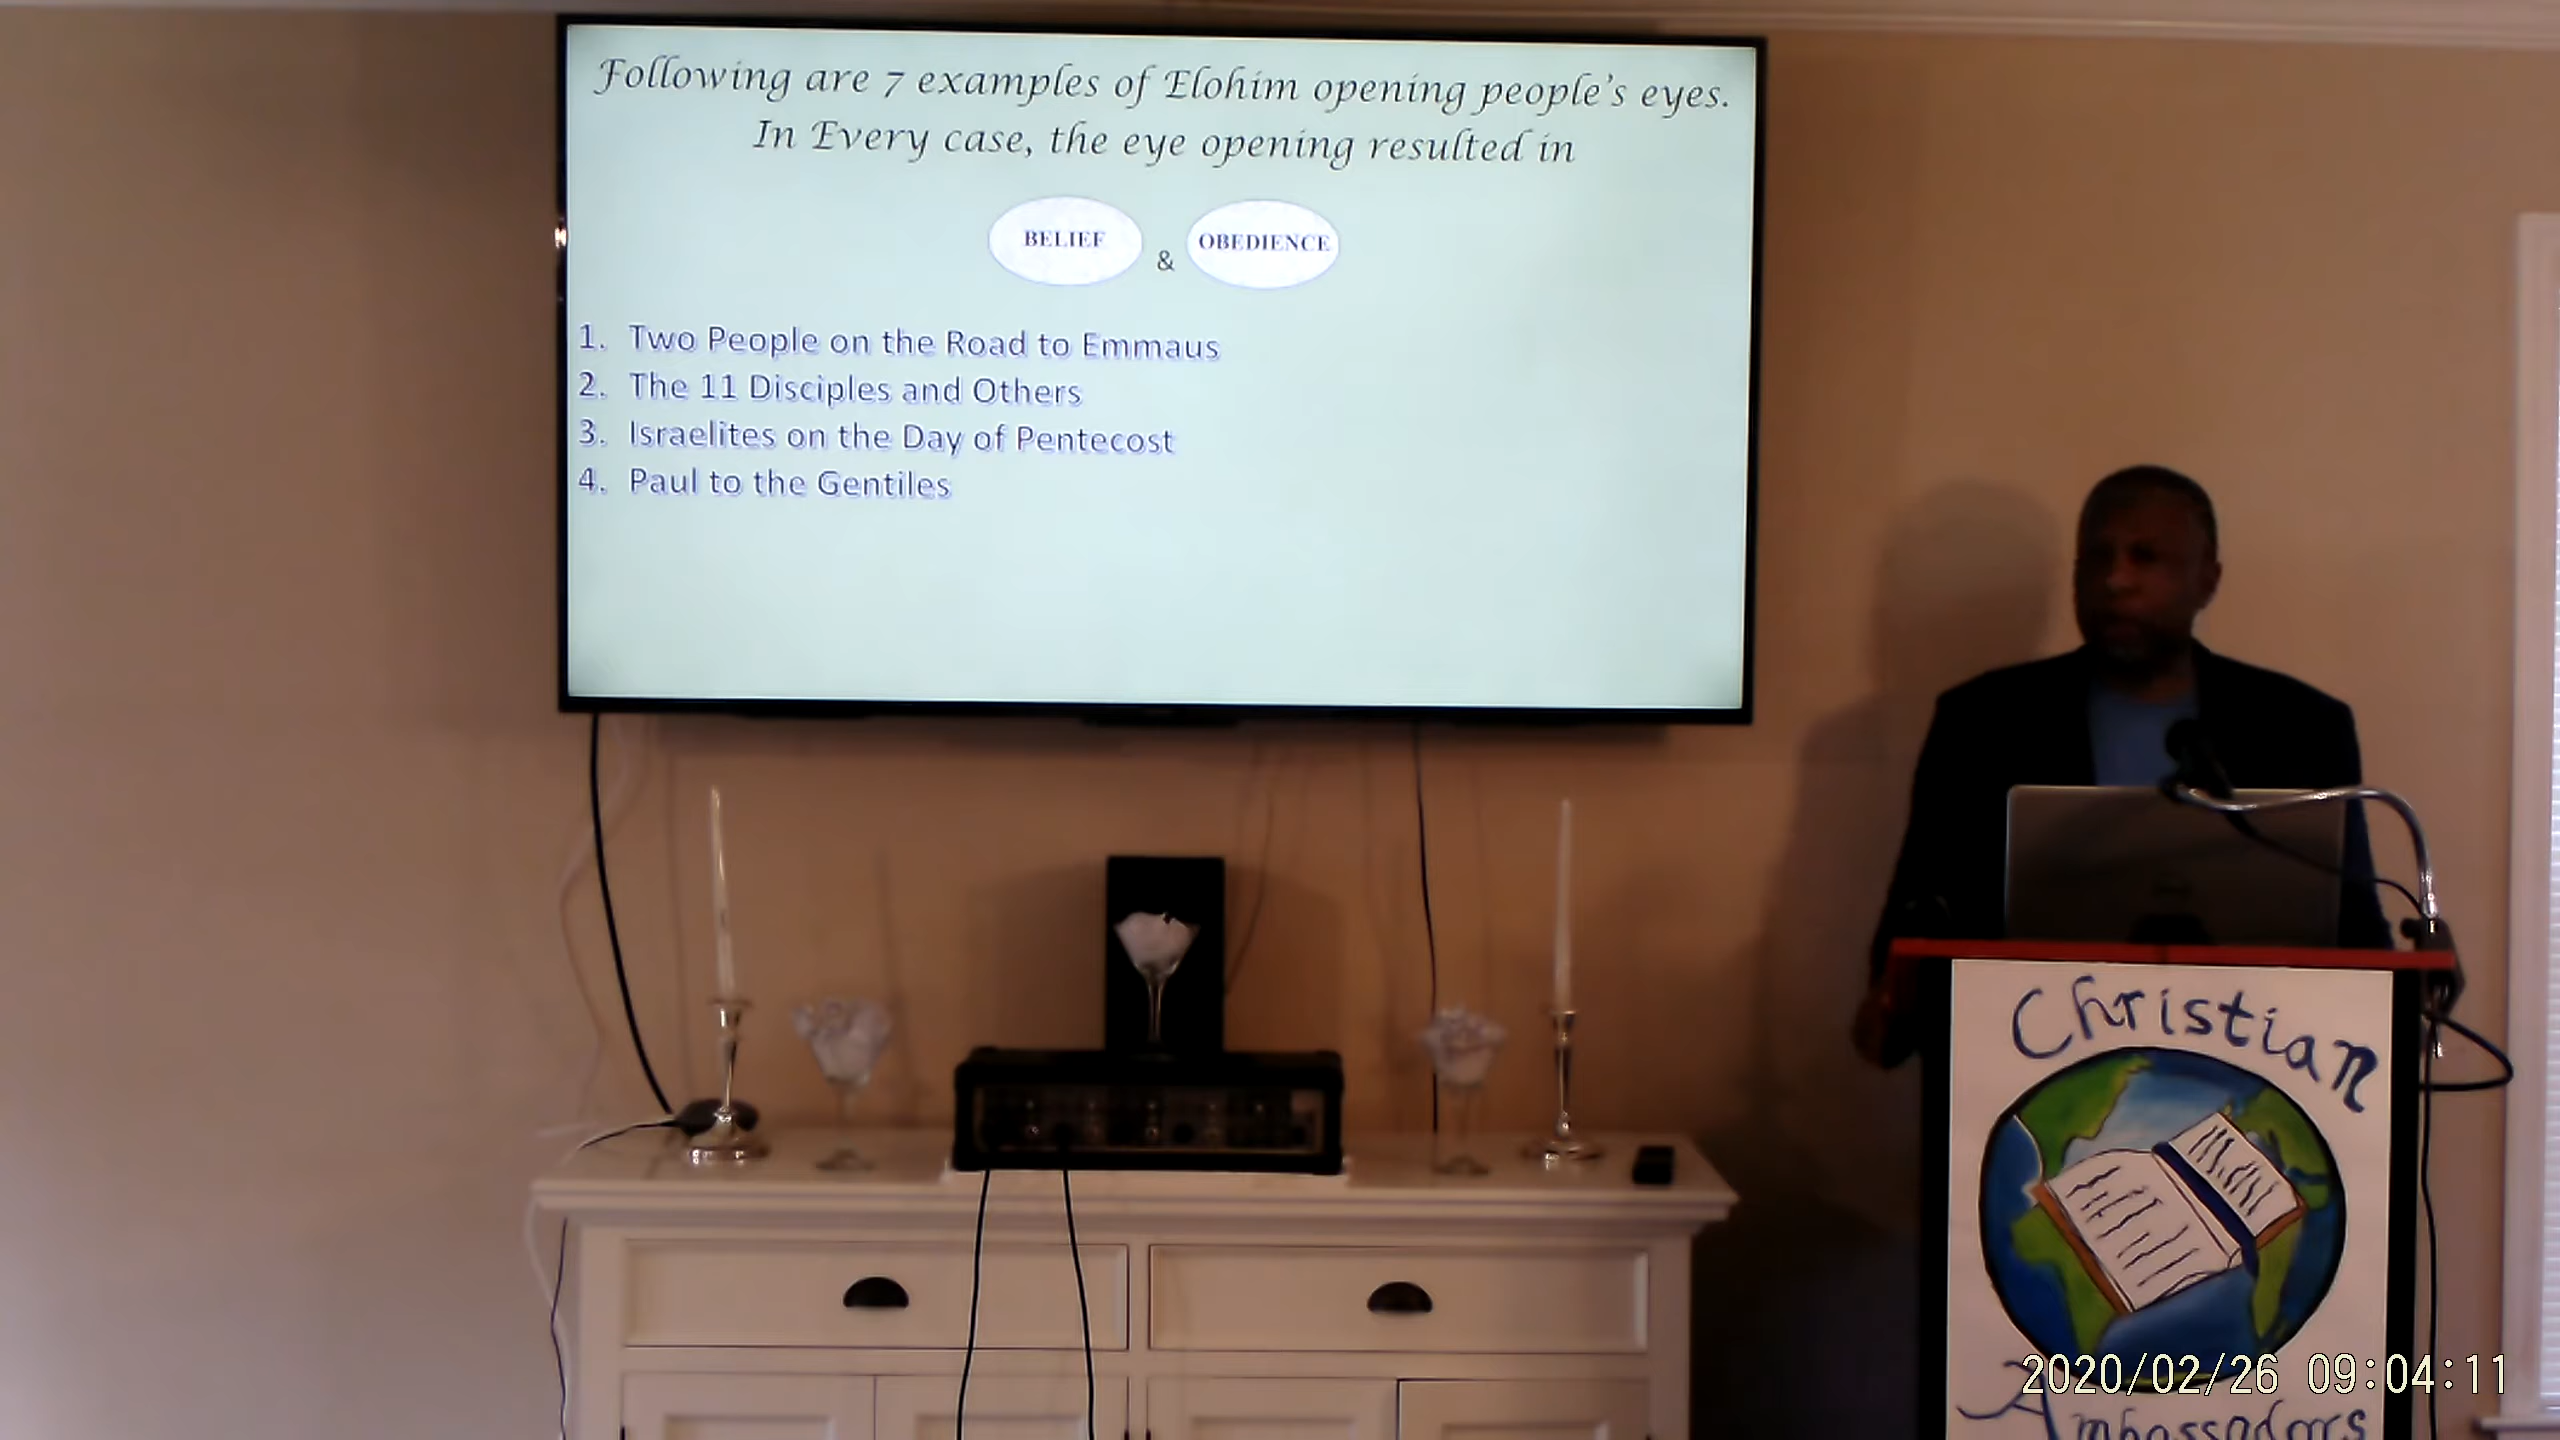 Following are 7 examples of Elohim opening people's eyes.
In Every case, the eye opening resulted in
BELIEF & OBEDIENCE
1. Two People on the Road to Emmaus
2. The 11 Disciples and Others
3. Israelites on the Day of Pentecost
4. Paul to the Gentiles
Christian
Ambassadors
2020/02/26 09:04:11